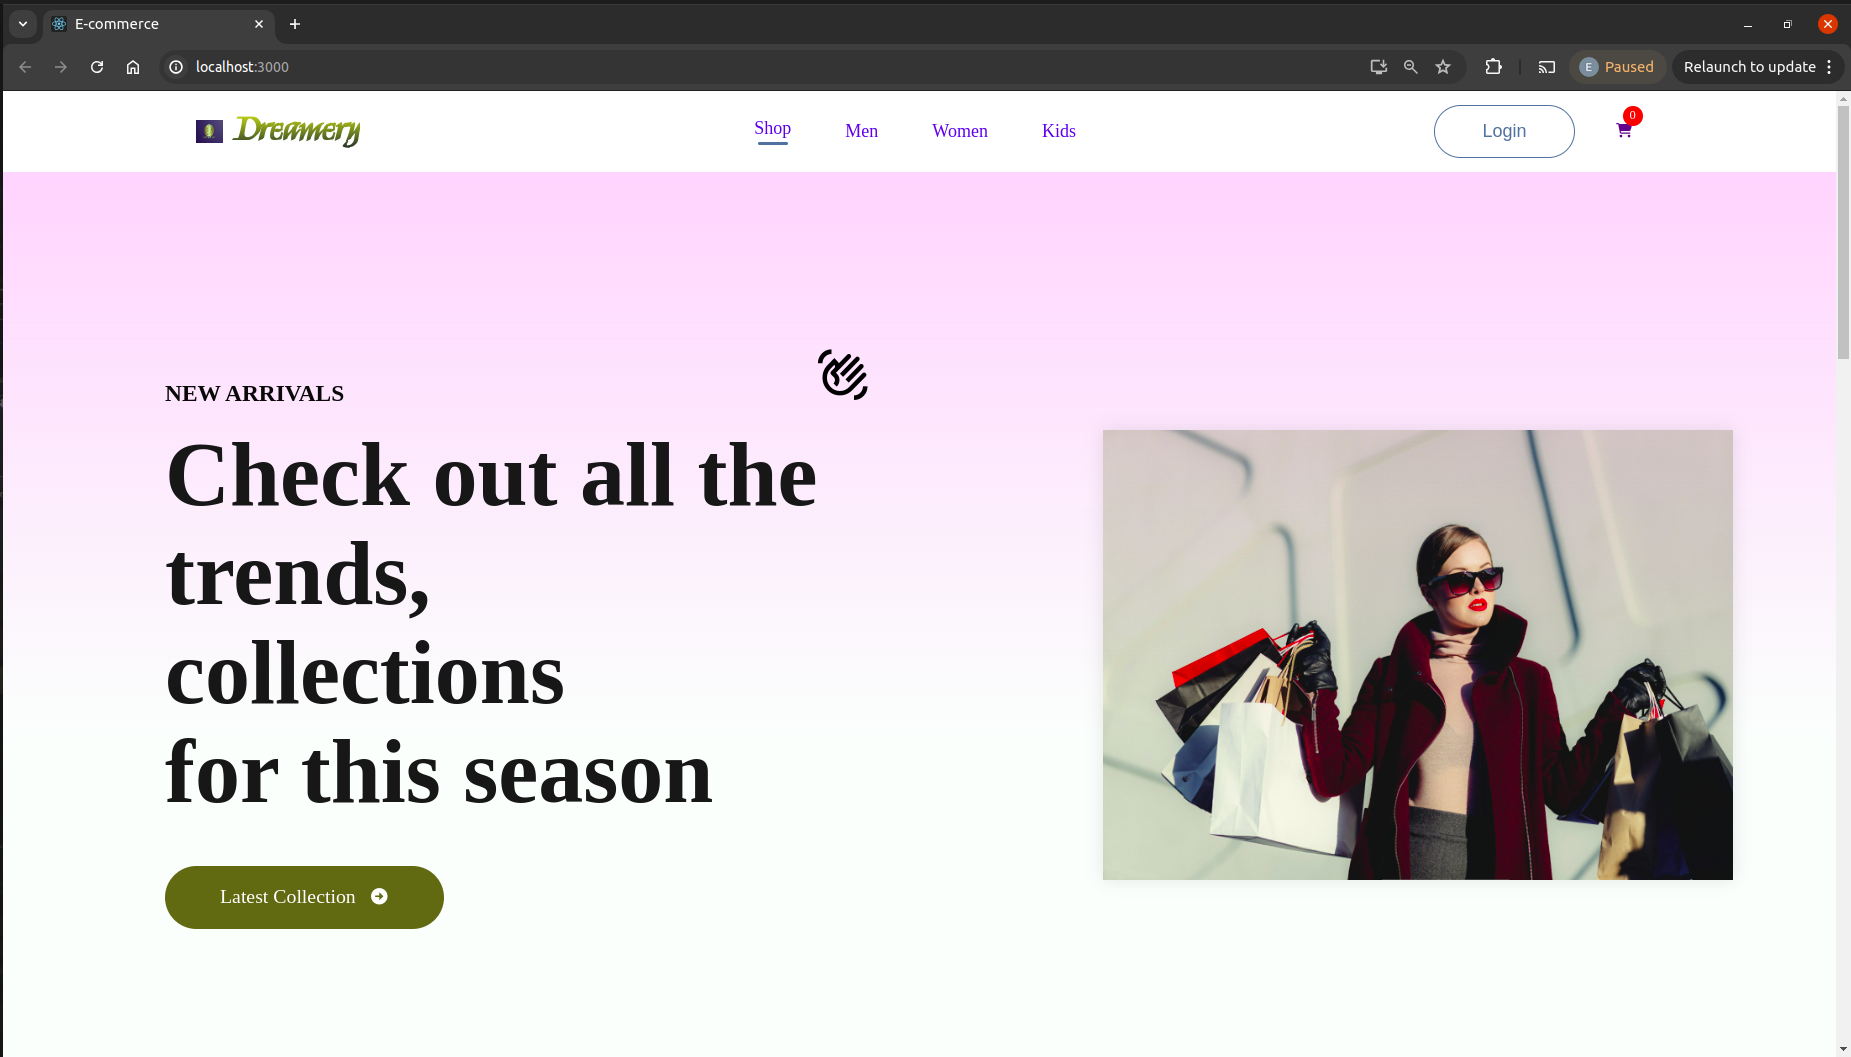 E-commerce
localhost:3000
E Paused
Relaunch to update
Dreamery
Shop
Men
Women
Kids
Login
0
NEW ARRIVALS
Check out all the
trends,
collections
for this season
Latest Collection